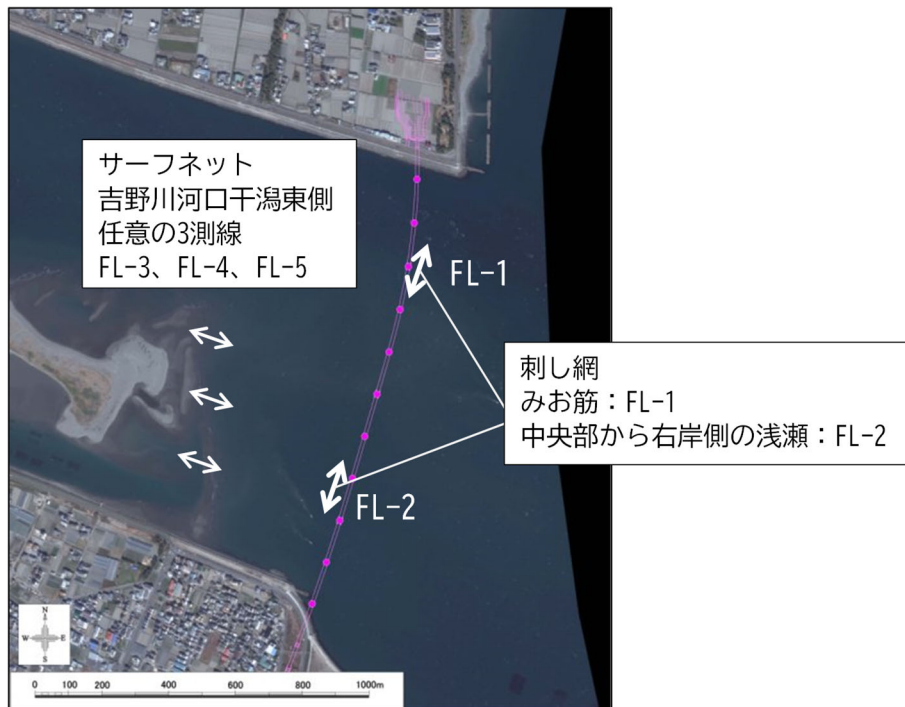 サーフネット
吉野川河口干潟東側
任意の3測線
FL-3、FL-4、FL-5
FL-1
刺し網
みお筋：FL-1
中央部から右岸側の浅瀬：FL-2
FL-2
N
W E
S
0 100 200 400 600 800 1000m